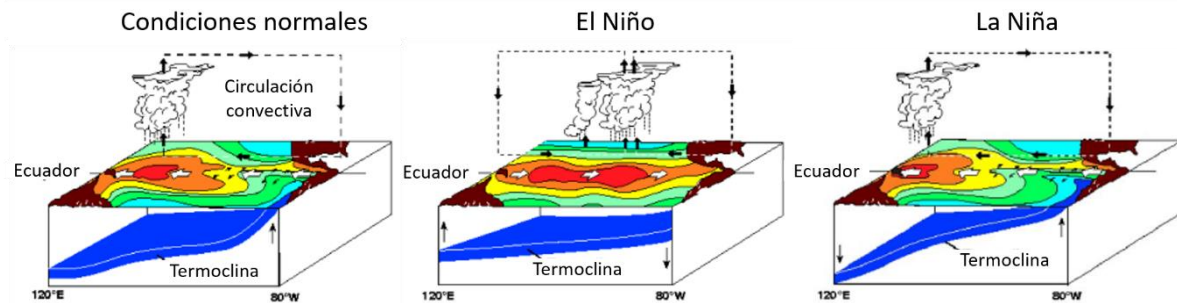 Condiciones normales
Circulación
convectiva
Ecuador
Termoclina
120°E
80°W
El Niño
Ecuador
Termoclina
120°E
80°W
La Niña
Ecuador
Termoclina
120°E
80°W